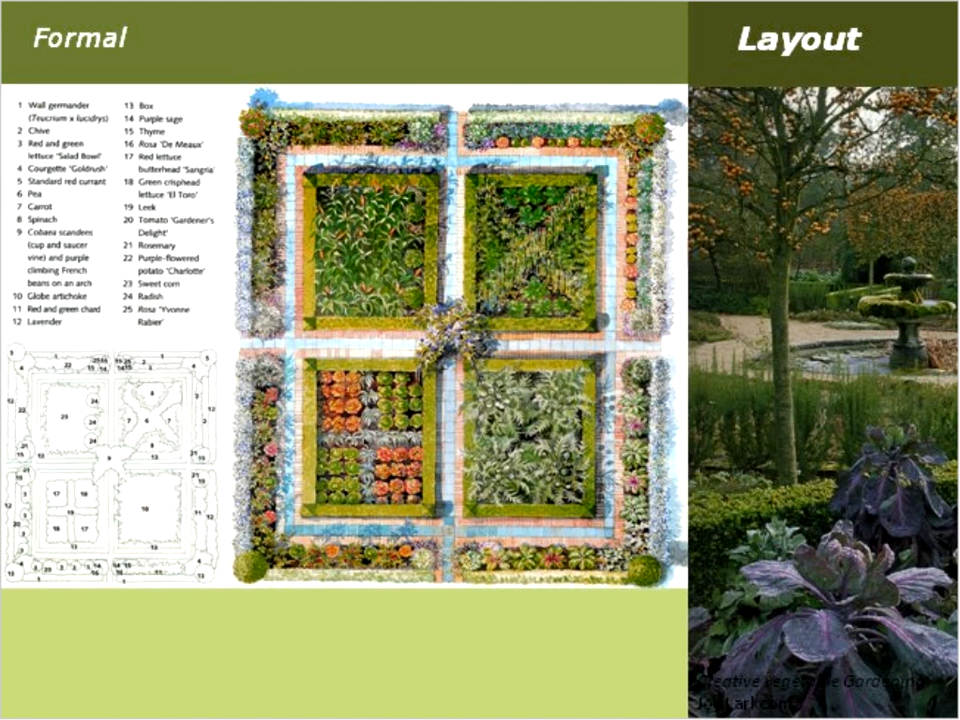 Formal
Layout
1 Wall germander
(Teucrium x lucidrys)
2 Chive
3 Red and green
lettuce 'Salad Bowl'
4 Courgette 'Goldrush'
5 Standard red currant
6 Pea
7 Carrot
8 Spinach
9 Cobaea scandens
(cup and saucer
vine) and purple
climbing French
beans on an arch
10 Globe artichoke
11 Red and green chard
12 Lavender
13 Box
14 Purple sage
15 Thyme
16 Rosa 'De Meaux'
17 Red lettuce
butterhead 'Sangria'
18 Green crisphead
lettuce 'El Toro'
19 Leek
20 Tomato 'Gardener's
Delight'
21 Rosemary
22 Purple-flowered
potato 'Charlotte'
23 Sweet corn
24 Radish
25 Rosa 'Yvonne
Rabier'
Creative Vegetable Gardening